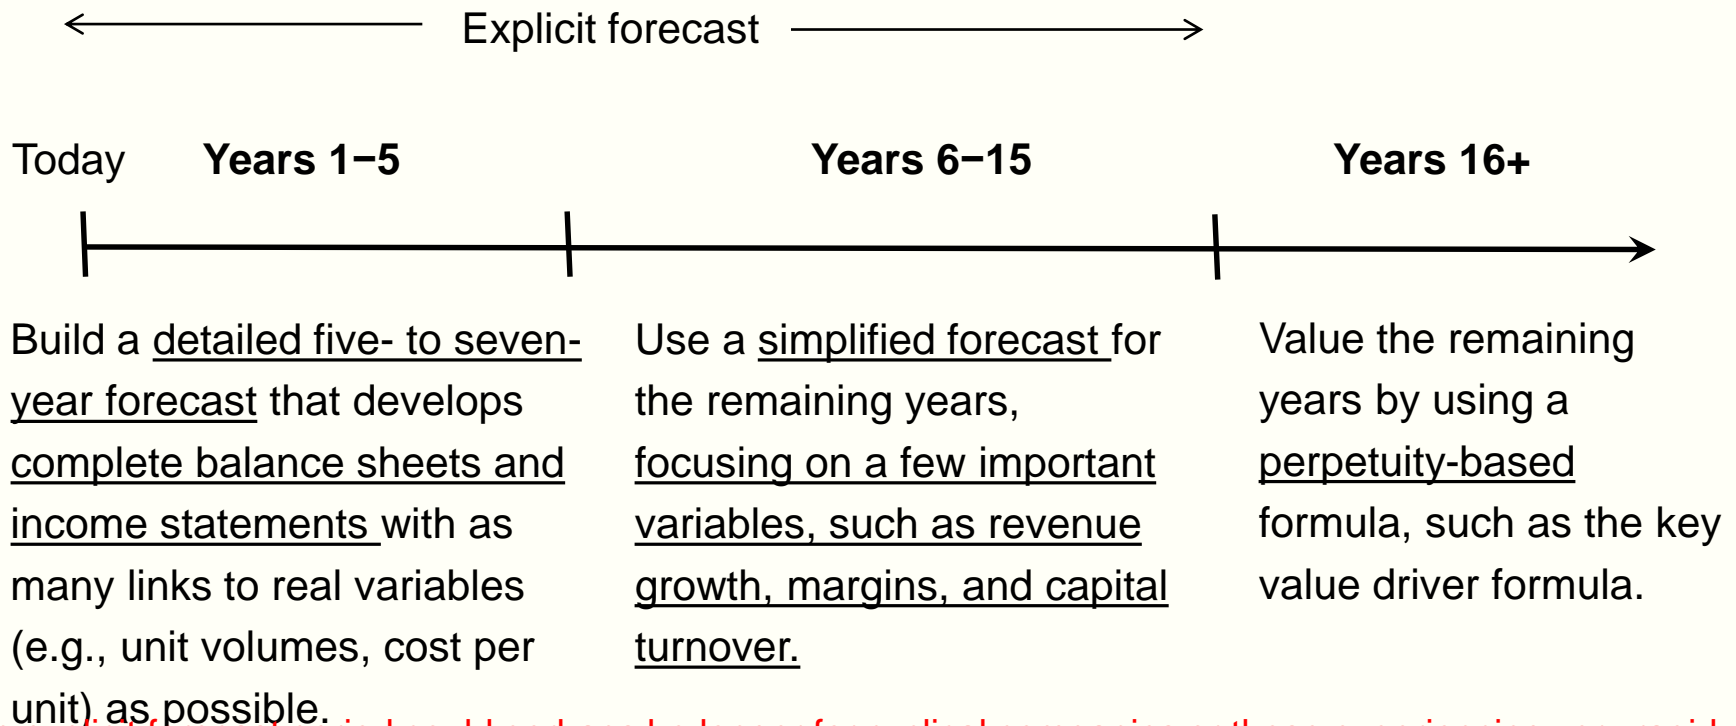 Explicit forecast
Today Years 1–5 Years 6–15 Years 16+
Build a detailed five- to seven-
year forecast that develops
complete balance sheets and
income statements with as
many links to real variables
(e.g., unit volumes, cost per
unit) as possible.
Use a simplified forecast for
the remaining years,
focusing on a few important
variables, such as revenue
growth, margins, and capital
turnover.
Value the remaining
years by using a
perpetuity-based
formula, such as the key
value driver formula.